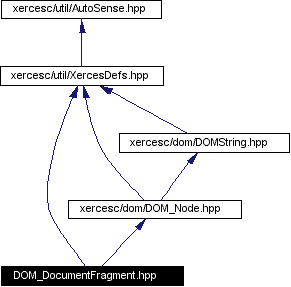 xercesc/util/AutoSense.hpp
xercesc/util/XercesDefs.hpp
xercesc/dom/DOMString.hpp
xercesc/dom/DOM_Node.hpp
DOM_DocumentFragment.hpp